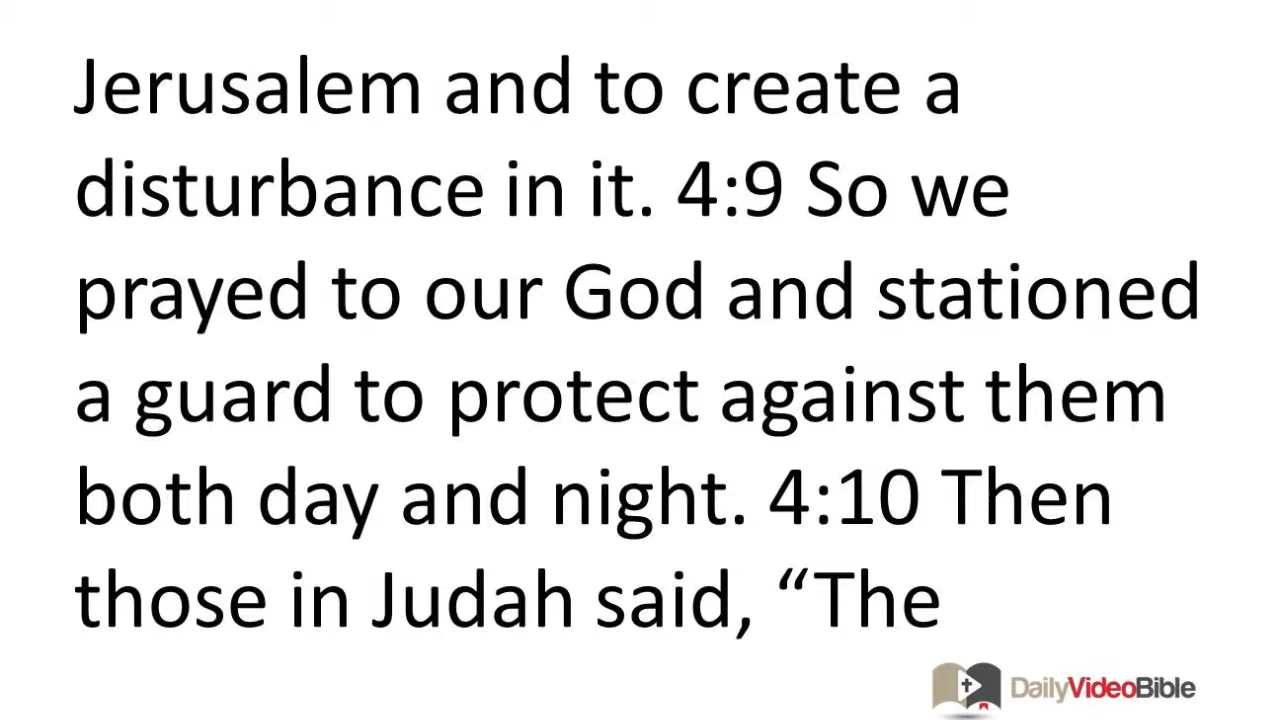 Jerusalem and to create a
disturbance in it. 4:9 So we
prayed to our God and stationed
a guard to protect against them
both day and night. 4:10 Then
those in Judah said, “The
DailyVideoBible